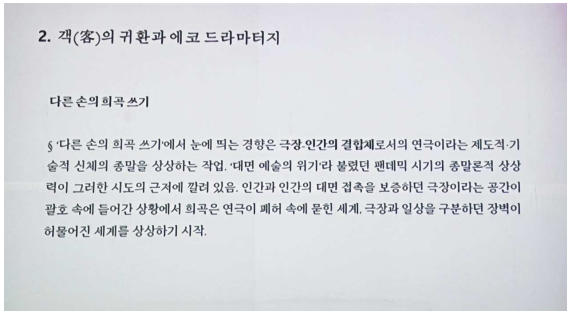 2. 객(客)의 귀환과 에코 드라마터지
다른 손의 희곡 쓰기
§ '다른 손의 희곡 쓰기'에서 눈에 띄는 경향은 극장-인간의 결합체로서의 연극이라는 제도적·기
술적 신체의 종말을 상상하는 작업. '대면 예술의 위기'라 불렸던 팬데믹 시기의 종말론적 상상
력이 그러한 시도의 근저에 깔려 있음. 인간과 인간의 대면 접촉을 보증하던 극장이라는 공간이
괄호 속에 들어간 상황에서 희곡은 연극이 폐허 속에 묻힌 세계, 극장과 일상을 구분하던 장벽이
허물어진 세계를 상상하기 시작.